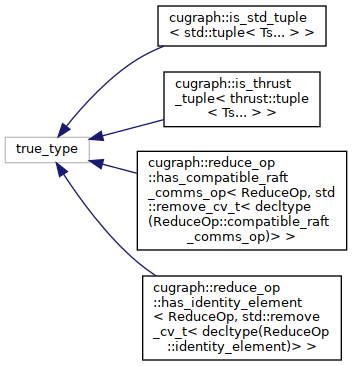 cugraph::is_std_tuple
< std::tuple< Ts... > >
cugraph::is_thrust
_tuple< thrust::tuple
< Ts... > >
true_type
cugraph::reduce_op
::has_compatible_raft
_comms_op< ReduceOp, std
::remove_cv_t< decltype
(ReduceOp::compatible_raft
_comms_op)> >
cugraph::reduce_op
::has_identity_element
< ReduceOp, std::remove
_cv_t< decltype(ReduceOp
::identity_element)> >